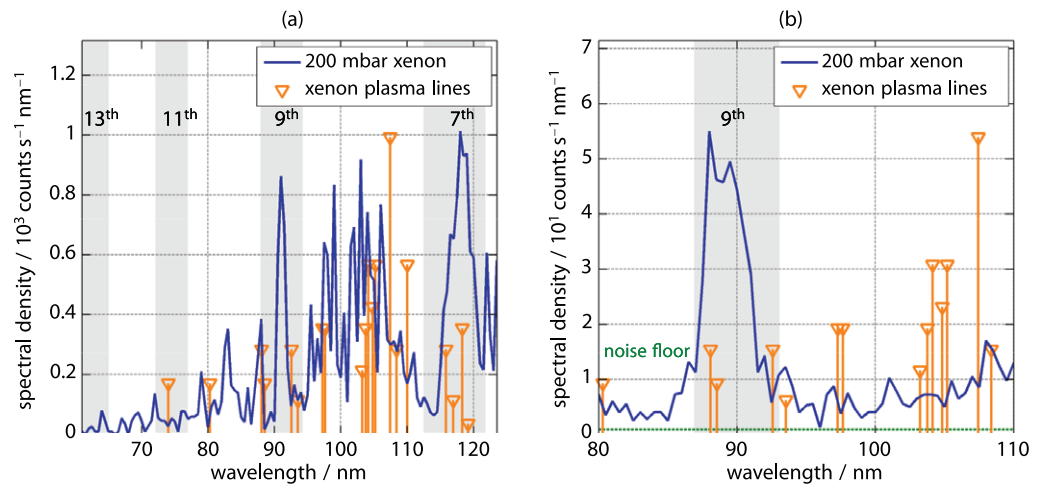 (a)
spectral density / 10³ counts s⁻¹ nm⁻¹
1.2
1
0.8
0.6
0.4
0.2
0
200 mbar xenon
xenon plasma lines
13th
11th
9th
7th
70
80
90
100
110
120
wavelength / nm
(b)
spectral density / 10¹ counts s⁻¹ nm⁻¹
7
6
5
4
3
2
1
0
200 mbar xenon
xenon plasma lines
9th
noise floor
80
90
100
110
wavelength / nm